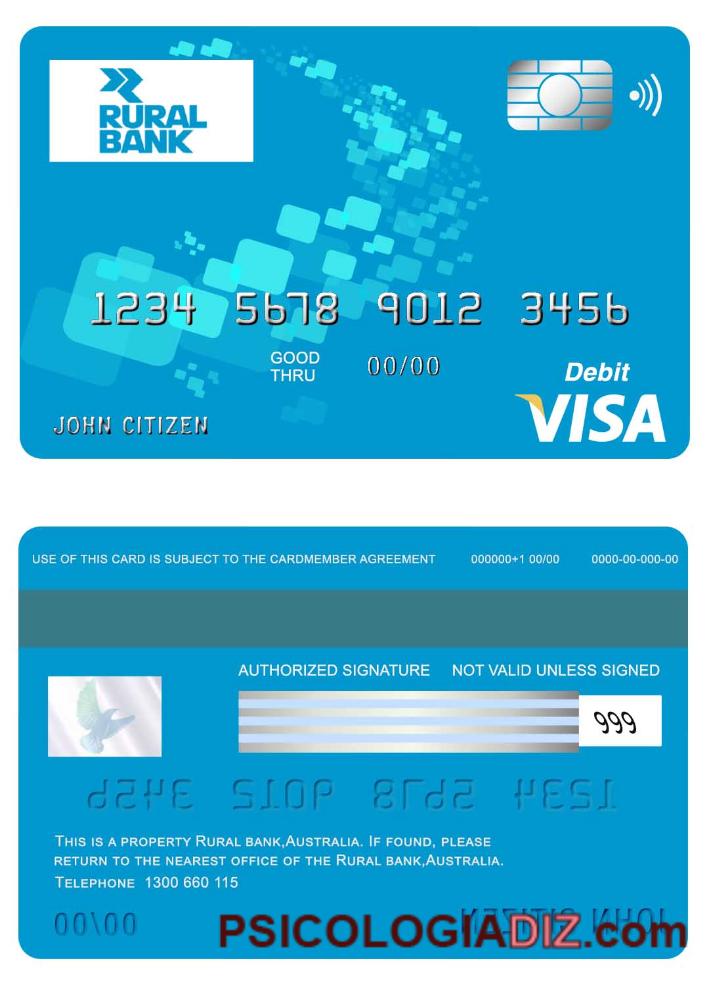 RURAL
BANK
1234 5678 9012 3456
GOOD
THRU
00/00
Debit
VISA
JOHN CITIZEN
USE OF THIS CARD IS SUBJECT TO THE CARDMEMBER AGREEMENT 000000+1 00/00 0000-00-000-00
AUTHORIZED SIGNATURE NOT VALID UNLESS SIGNED
999
1234 5678 9012 3456
THIS IS A PROPERTY RURAL BANK,AUSTRALIA. IF FOUND, PLEASE
RETURN TO THE NEAREST OFFICE OF THE RURAL BANK,AUSTRALIA.
TELEPHONE 1300 660 115
00/00 JOHN CITIZEN
PSICOLOGIADIZ.com